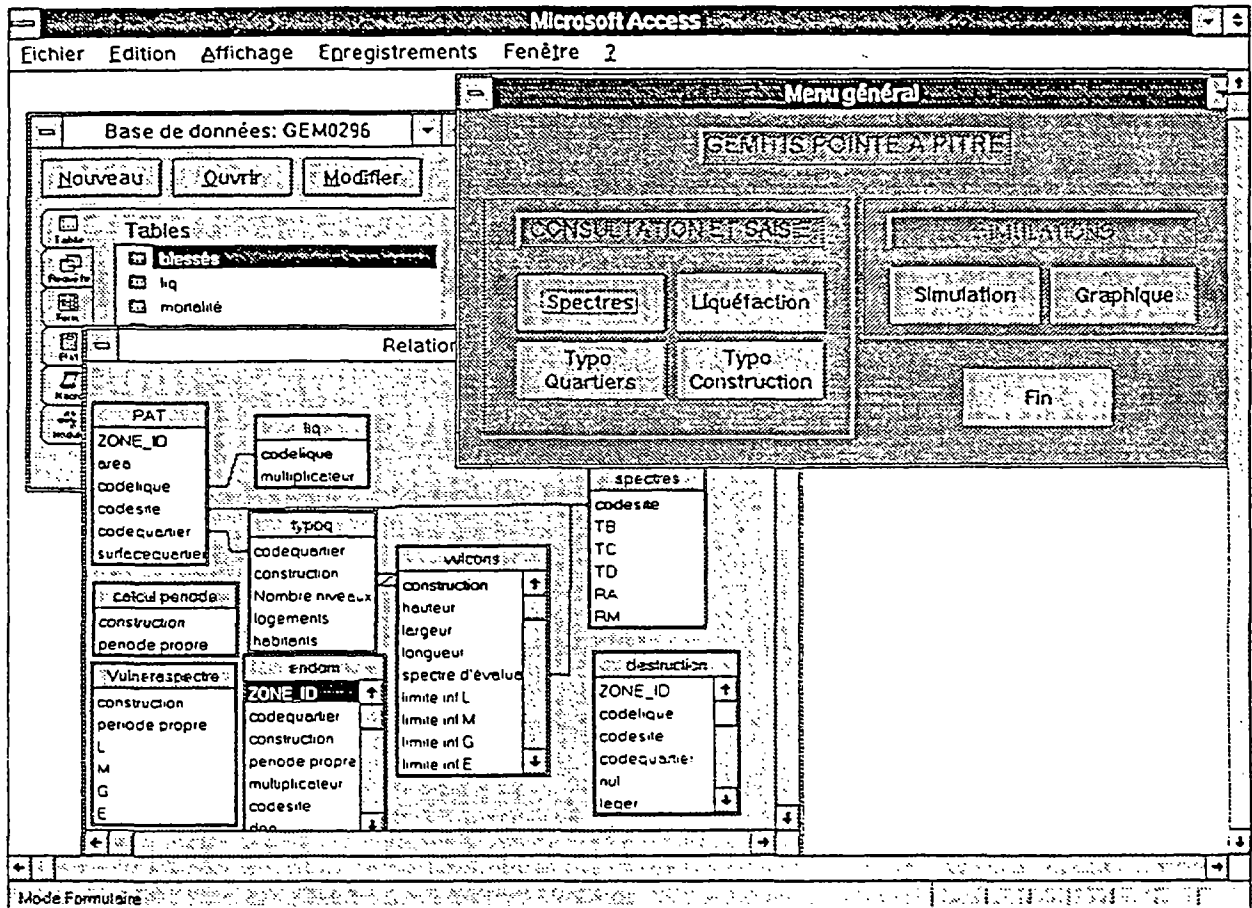 Microsoft Access
Fichier Edition Affichage Enregistrements Fenêtre ?
Menu général
Base de données: GEM0296
GEMITIS POINTE A PITRE
Nouveau Ouvrir Modifier
CONSULTATION ET SAISIE
SIMULATIONS
Tables
blessés
liq
mortalité
Spectres
Liquéfaction
Simulation
Graphique
Typo
Quartiers
Typo
Construction
Fin
Relation
PAT
ZONE_ID
area
codelique
codesite
codequartier
surfacequartier
liq
codelique
multiplicateur
typoq
codequartier
construction
Nombre niveaux
logements
habitants
vulcons
construction
hauteur
largeur
longueur
spectre d'évalua
limite inf L
limite inf M
limite inf G
limite inf E
spectres
codesite
TB
TC
TD
RA
RM
calcul periode
construction
periode propre
Vulneraspectre
construction
periode propre
L
M
G
E
endom
ZONE_ID
codequartier
construction
periode propre
multiplicateur
codesite
destruction
ZONE_ID
codelique
codesite
codequartier
nul
leger
Mode Formulaire